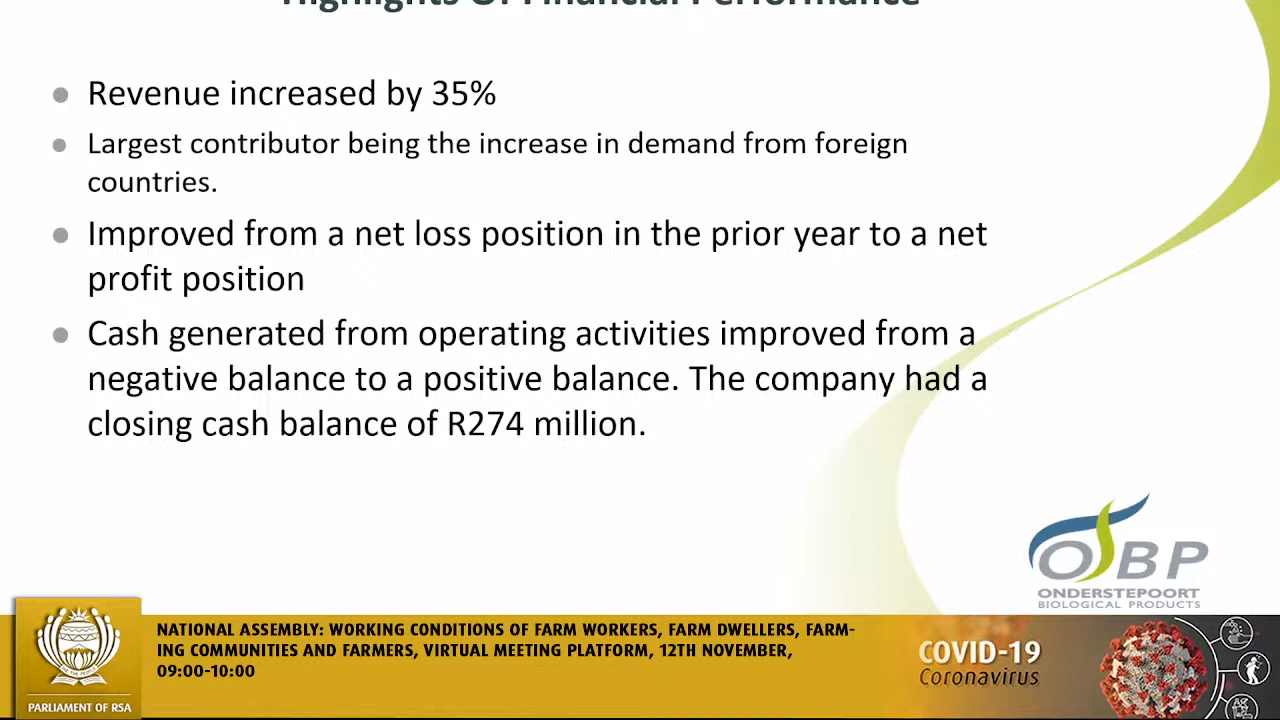 Highlights Of Financial Performance
Revenue increased by 35%
Largest contributor being the increase in demand from foreign
countries.
Improved from a net loss position in the prior year to a net
profit position
Cash generated from operating activities improved from a
negative balance to a positive balance. The company had a
closing cash balance of R274 million.
OBP
ONDERSTEPOORT
BIOLOGICAL PRODUCTS
NATIONAL ASSEMBLY: WORKING CONDITIONS OF FARM WORKERS, FARM DWELLERS, FARM-
ING COMMUNITIES AND FARMERS, VIRTUAL MEETING PLATFORM, 12TH NOVEMBER,
09:00-10:00
PARLIAMENT OF RSA
COVID-19
Coronavirus